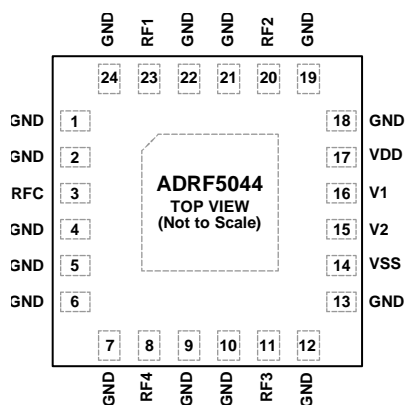 GND RF1 GND GND RF2 GND
24 23 22 21 20 19
GND 1 18 GND
GND 2 17 VDD
RFC 3 16 V1
GND 4 15 V2
GND 5 14 VSS
GND 6 13 GND
ADRF5044
TOP VIEW
(Not to Scale)
7 8 9 10 11 12
GND RF4 GND GND RF3 GND